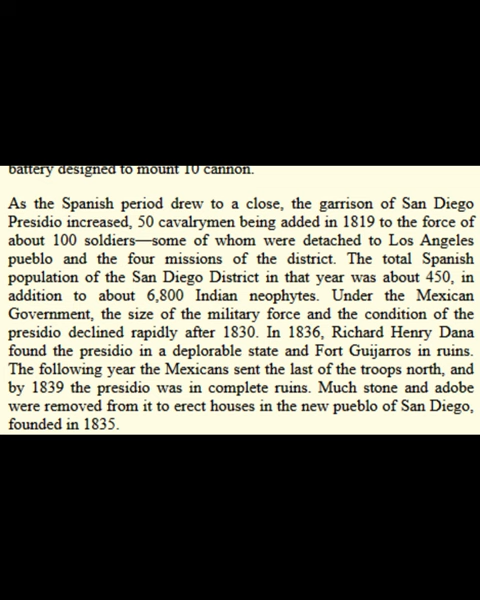 battery designed to mount 10 cannon.
As the Spanish period drew to a close, the garrison of San Diego
Presidio increased, 50 cavalrymen being added in 1819 to the force of
about 100 soldiers—some of whom were detached to Los Angeles
pueblo and the four missions of the district. The total Spanish
population of the San Diego District in that year was about 450, in
addition to about 6,800 Indian neophytes. Under the Mexican
Government, the size of the military force and the condition of the
presidio declined rapidly after 1830. In 1836, Richard Henry Dana
found the presidio in a deplorable state and Fort Guijarros in ruins.
The following year the Mexicans sent the last of the troops north, and
by 1839 the presidio was in complete ruins. Much stone and adobe
were removed from it to erect houses in the new pueblo of San Diego,
founded in 1835.